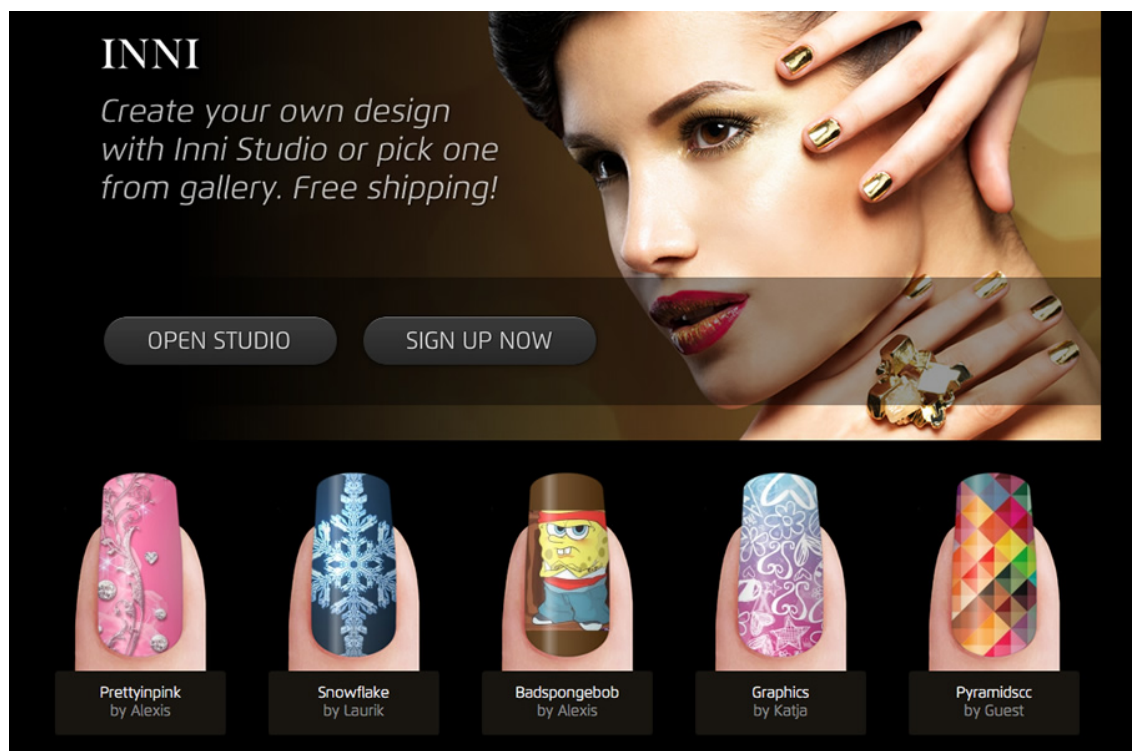 INNI
Create your own design
with Inni Studio or pick one
from gallery. Free shipping!
OPEN STUDIO
SIGN UP NOW
Prettyinpink
by Alexis
Snowflake
by Laurik
Badspongebob
by Alexis
Graphics
by Katja
Pyramidscc
by Guest